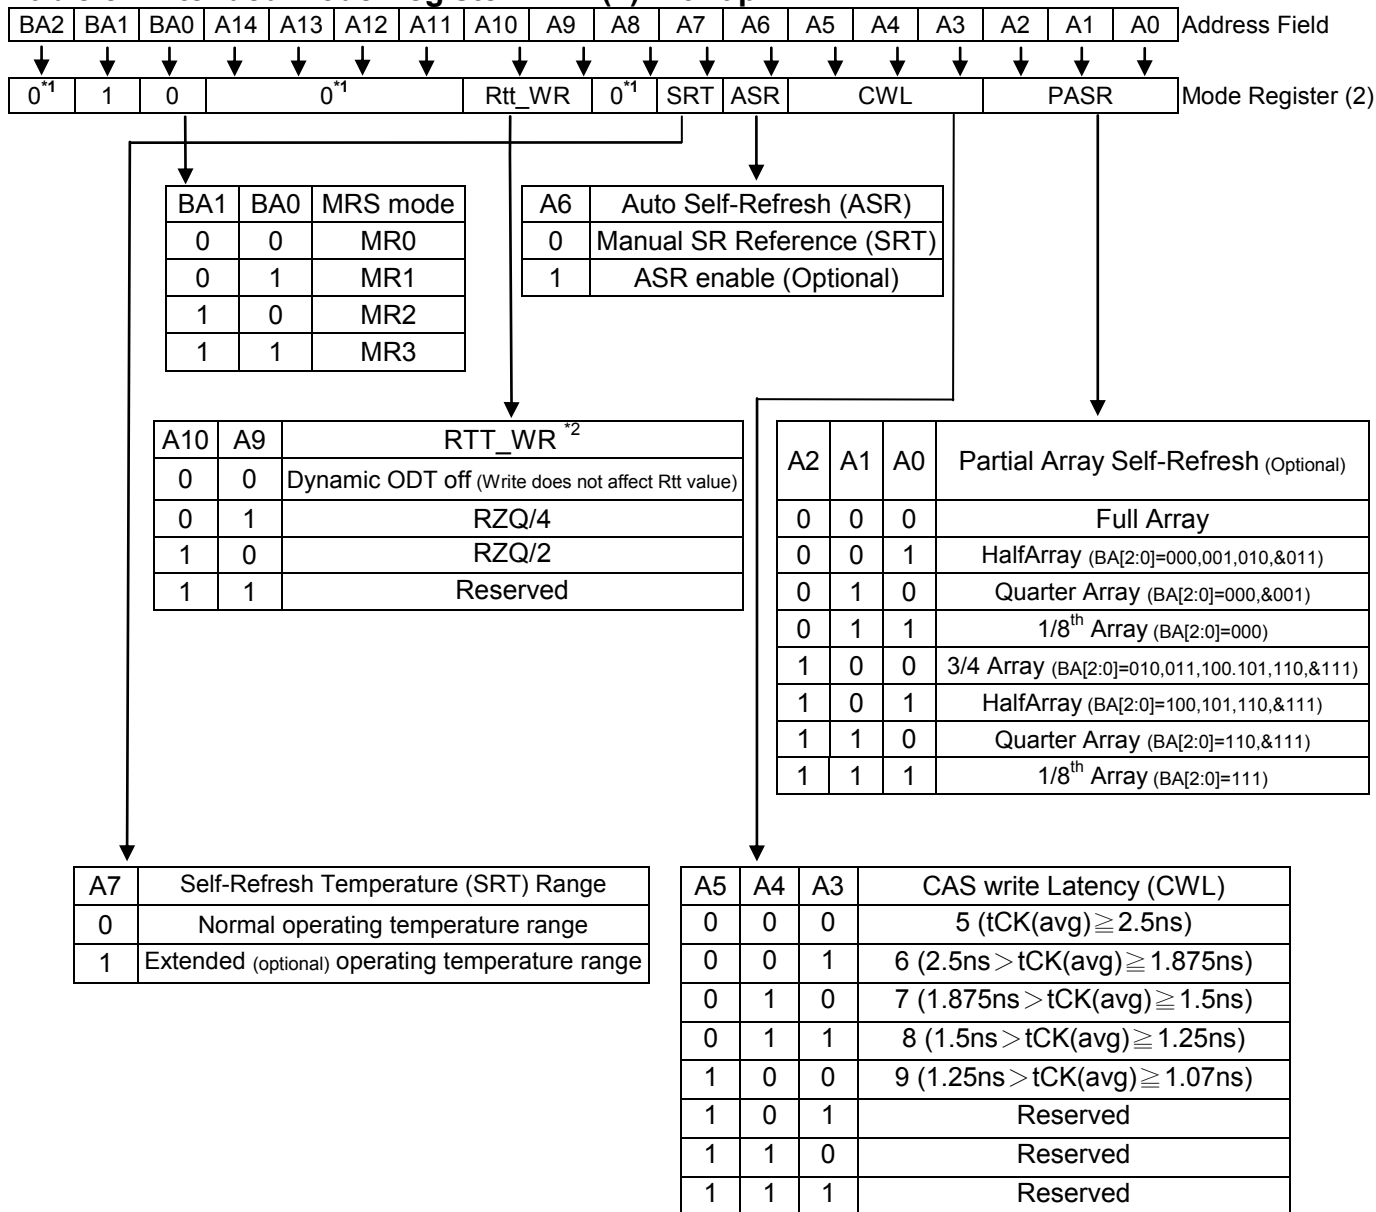 BA2 BA1 BA0 A14 A13 A12 A11 A10 A9 A8 A7 A6 A5 A4 A3 A2 A1 A0 Address Field
0*1 1 0 0*1 Rtt_WR 0*1 SRT ASR CWL PASR Mode Register (2)
BA1 BA0 MRS mode
0 0 MR0
0 1 MR1
1 0 MR2
1 1 MR3
A6 Auto Self-Refresh (ASR)
0 Manual SR Reference (SRT)
1 ASR enable (Optional)
A10 A9 RTT_WR *2
0 0 Dynamic ODT off (Write does not affect Rtt value)
0 1 RZQ/4
1 0 RZQ/2
1 1 Reserved
A2 A1 A0 Partial Array Self-Refresh (Optional)
0 0 0 Full Array
0 0 1 HalfArray (BA[2:0]=000,001,010,&011)
0 1 0 Quarter Array (BA[2:0]=000,&001)
0 1 1 1/8th Array (BA[2:0]=000)
1 0 0 3/4 Array (BA[2:0]=010,011,100.101,110,&111)
1 0 1 HalfArray (BA[2:0]=100,101,110,&111)
1 1 0 Quarter Array (BA[2:0]=110,&111)
1 1 1 1/8th Array (BA[2:0]=111)
A7 Self-Refresh Temperature (SRT) Range
0 Normal operating temperature range
1 Extended (optional) operating temperature range
A5 A4 A3 CAS write Latency (CWL)
0 0 0 5 (tCK(avg)≧2.5ns)
0 0 1 6 (2.5ns>tCK(avg)≧1.875ns)
0 1 0 7 (1.875ns>tCK(avg)≧1.5ns)
0 1 1 8 (1.5ns>tCK(avg)≧1.25ns)
1 0 0 9 (1.25ns>tCK(avg)≧1.07ns)
1 0 1 Reserved
1 1 0 Reserved
1 1 1 Reserved